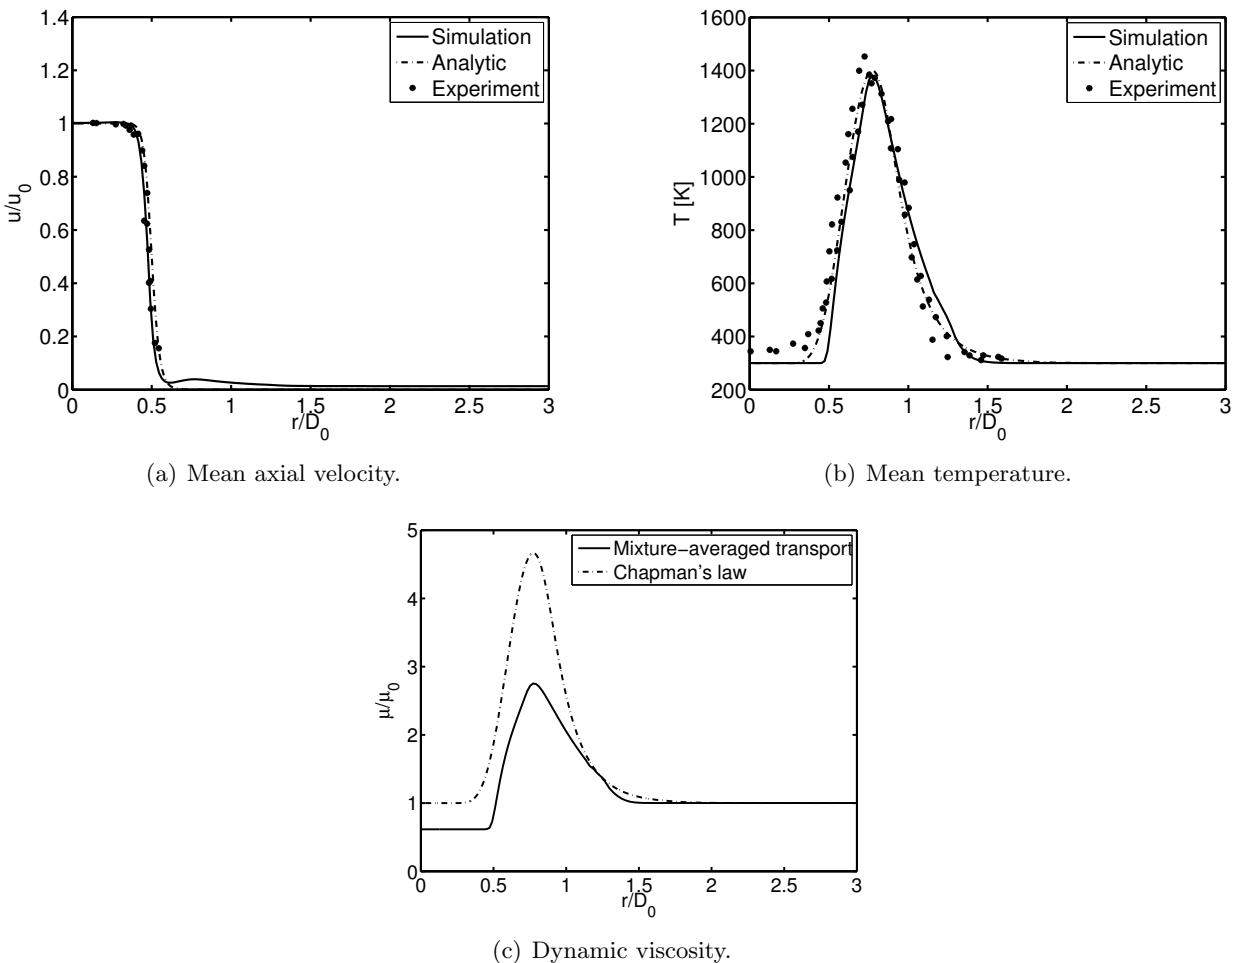 1.4
1.2
1
0.8
0.6
0.4
0.2
0
u/u0
0 0.5 1 1.5 2 2.5 3
r/D0
Simulation
Analytic
Experiment
(a) Mean axial velocity.
1600
1400
1200
1000
800
600
400
200
T [K]
0 0.5 1 1.5 2 2.5 3
r/D0
Simulation
Analytic
Experiment
(b) Mean temperature.
5
4
3
2
1
0
μ/μ0
0 0.5 1 1.5 2 2.5 3
r/D0
Mixture−averaged transport
Chapman's law
(c) Dynamic viscosity.